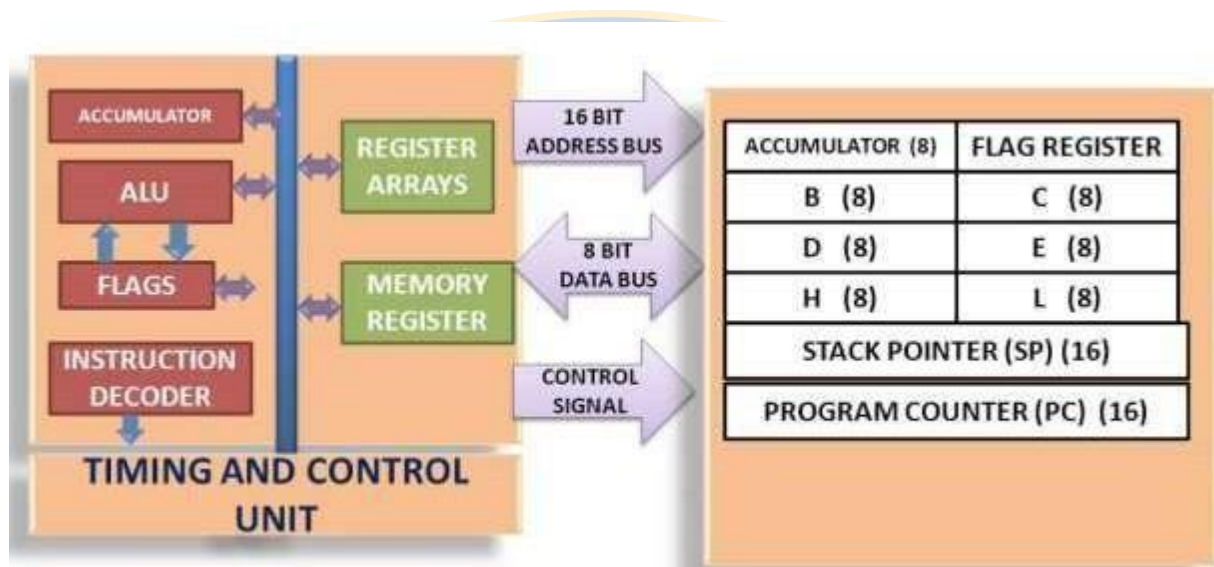 ACCUMULATOR
ALU
FLAGS
INSTRUCTION
DECODER
REGISTER
ARRAYS
MEMORY
REGISTER
TIMING AND CONTROL
UNIT
16 BIT
ADDRESS BUS
8 BIT
DATA BUS
CONTROL
SIGNAL
ACCUMULATOR (8) FLAG REGISTER
B (8) C (8)
D (8) E (8)
H (8) L (8)
STACK POINTER (SP) (16)
PROGRAM COUNTER (PC) (16)